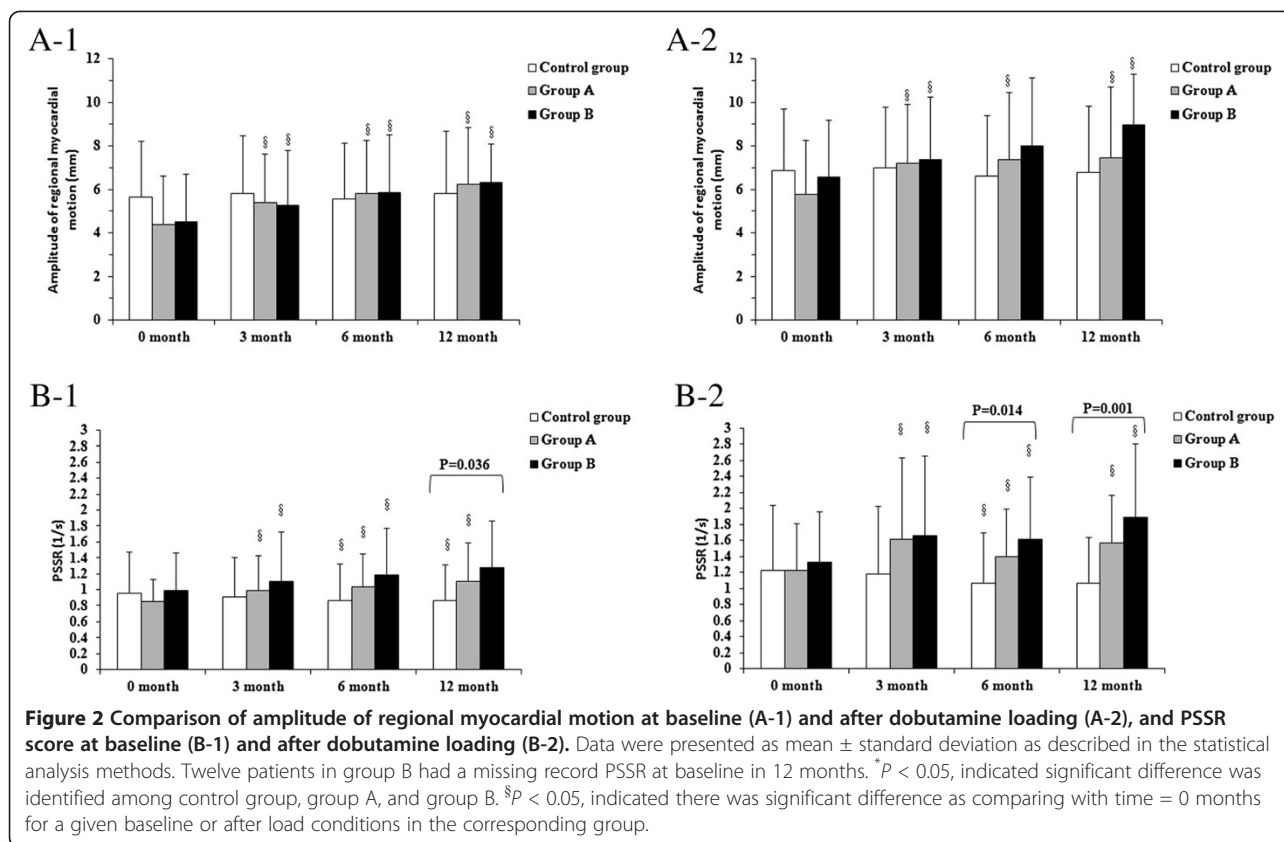 A-1
Amplitude of regional myocardial motion (mm)
12
10
8
6
4
2
0
§
§
§
§
§
§
0 month
3 month
6 month
12 month
Control group
Group A
Group B
A-2
Amplitude of regional myocardial motion (mm)
12
10
8
6
4
2
0
§
§
§
§
§
0 month
3 month
6 month
12 month
Control group
Group A
Group B
B-1
PSSR (1/s)
3
2.8
2.6
2.4
2.2
2
1.8
1.6
1.4
1.2
1
0.8
0.6
0.4
0.2
0
§
§
§
§
§
§
§
P=0.036
0 month
3 month
6 month
12 month
Control group
Group A
Group B
B-2
PSSR (1/s)
3
2.8
2.6
2.4
2.2
2
1.8
1.6
1.4
1.2
1
0.8
0.6
0.4
0.2
0
§
§
§
§
§
§
§
P=0.014
P=0.001
0 month
3 month
6 month
12 month
Control group
Group A
Group B
Figure 2 Comparison of amplitude of regional myocardial motion at baseline (A-1) and after dobutamine loading (A-2), and PSSR
score at baseline (B-1) and after dobutamine loading (B-2). Data were presented as mean ± standard deviation as described in the statistical
analysis methods. Twelve patients in group B had a missing record PSSR at baseline in 12 months. *P < 0.05, indicated significant difference was
identified among control group, group A, and group B. §P < 0.05, indicated there was significant difference as comparing with time = 0 months
for a given baseline or after load conditions in the corresponding group.